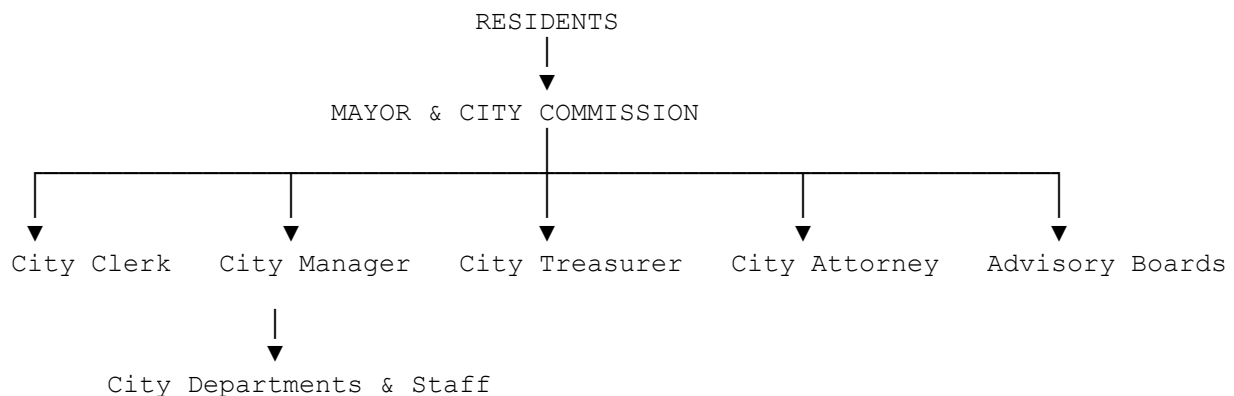 RESIDENTS
MAYOR & CITY COMMISSION
City Clerk City Manager City Treasurer City Attorney Advisory Boards
City Departments & Staff